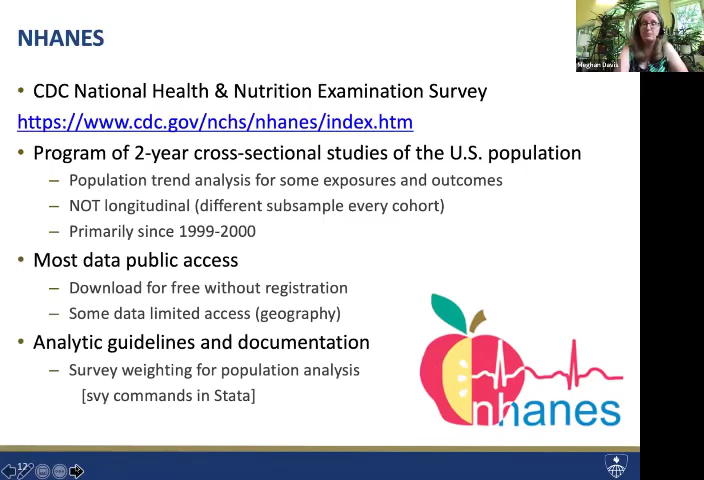 NHANES
Meghan Davis
• CDC National Health & Nutrition Examination Survey
https://www.cdc.gov/nchs/nhanes/index.htm
• Program of 2-year cross-sectional studies of the U.S. population
– Population trend analysis for some exposures and outcomes
– NOT longitudinal (different subsample every cohort)
– Primarily since 1999-2000
• Most data public access
– Download for free without registration
– Some data limited access (geography)
• Analytic guidelines and documentation
– Survey weighting for population analysis
[svy commands in Stata]
nhanes